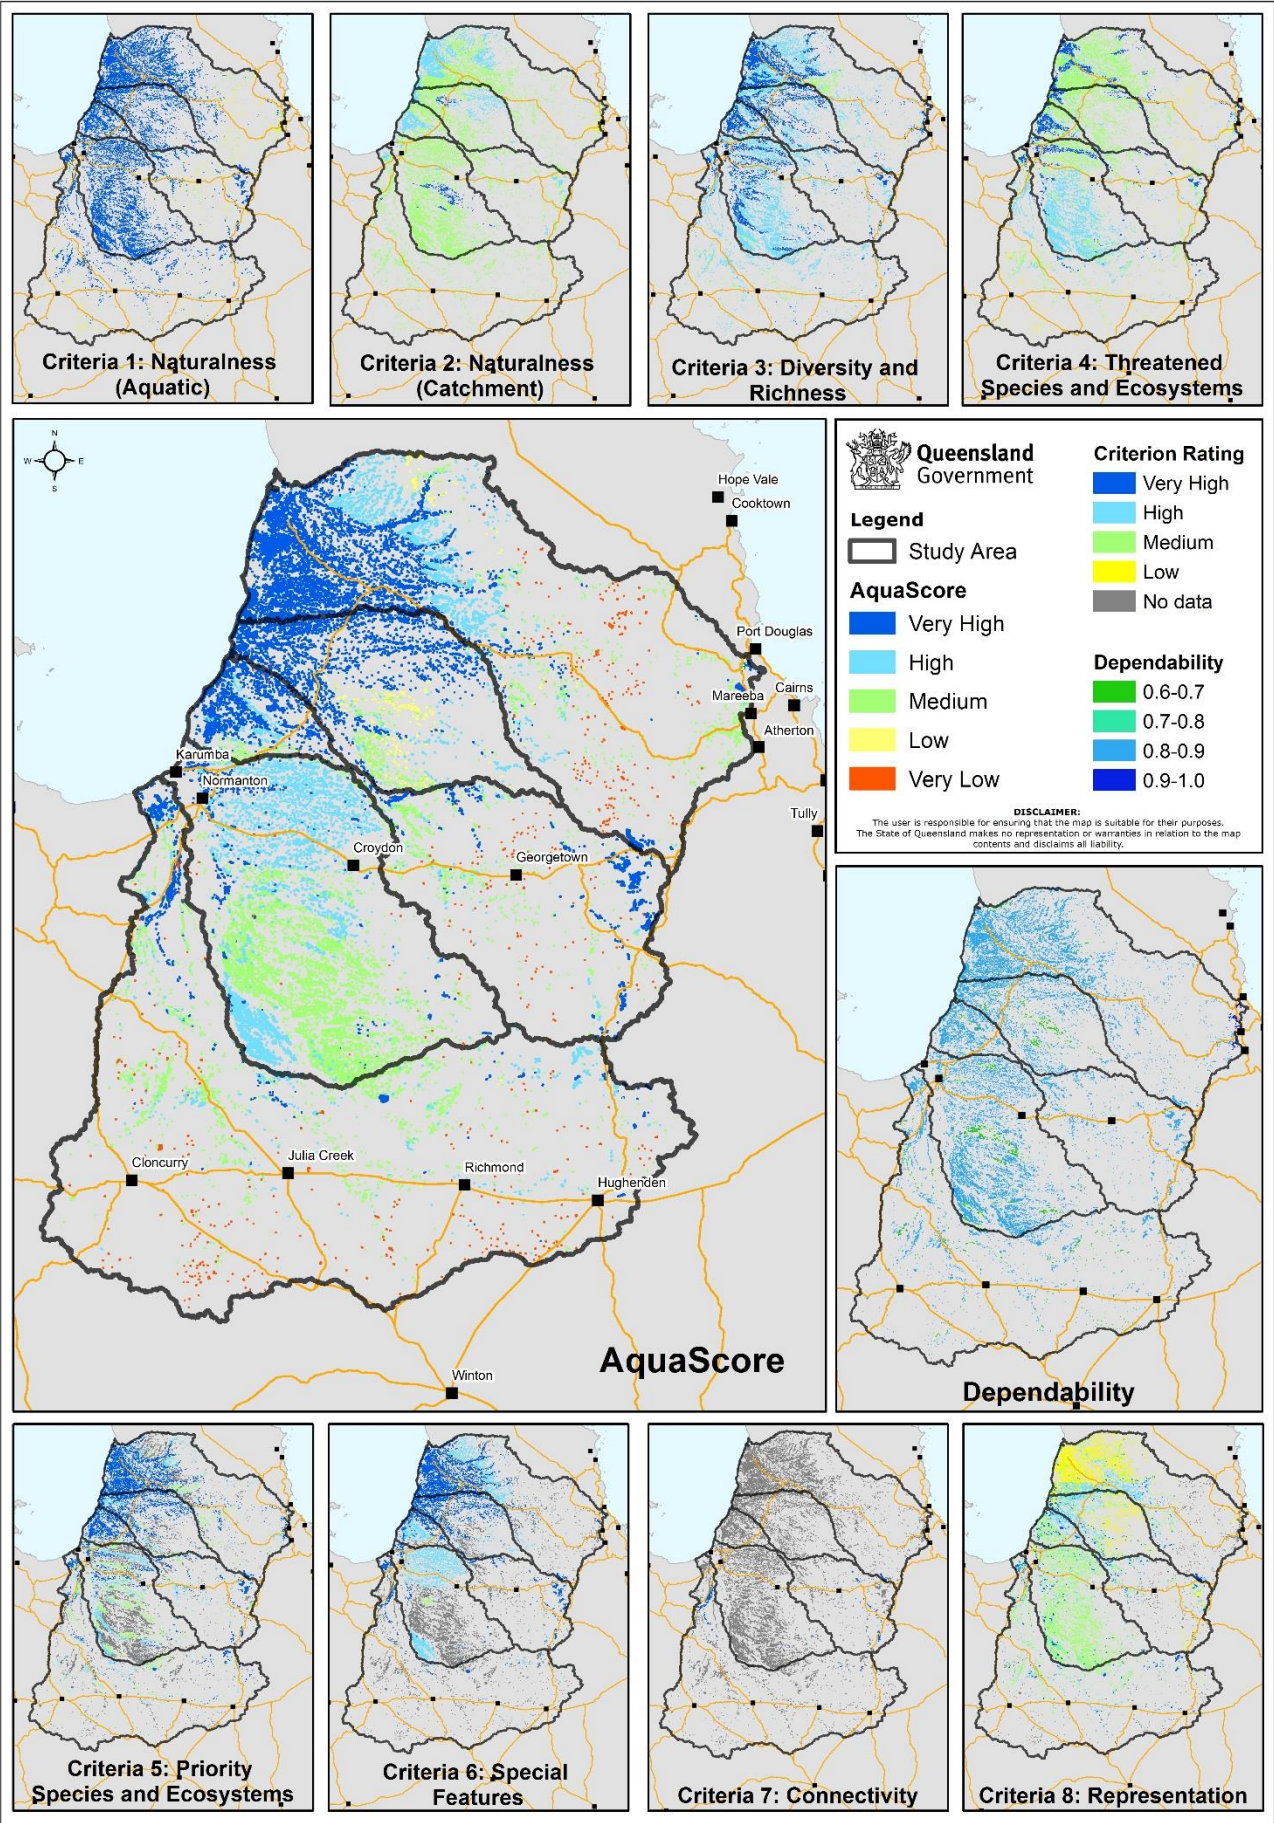 Criteria 1: Naturalness
(Aquatic)
Criteria 2: Naturalness
(Catchment)
Criteria 3: Diversity and
Richness
Criteria 4: Threatened
Species and Ecosystems
N
W
E
S
Hope Vale
Cooktown
Port Douglas
Mareeba
Cairns
Atherton
Karumba
Normanton
Tully
Croydon
Georgetown
Cloncurry
Julia Creek
Richmond
Hughenden
AquaScore
Winton
Queensland
Government
Legend
Study Area
AquaScore
Very High
High
Medium
Low
Very Low
Criterion Rating
Very High
High
Medium
Low
No data
Dependability
0.6-0.7
0.7-0.8
0.8-0.9
0.9-1.0
DISCLAIMER:
The user is responsible for ensuring that the map is suitable for their purposes.
The State of Queensland makes no representation or warranties in relation to the map
contents and disclaims all liability.
Dependability
Criteria 5: Priority
Species and Ecosystems
Criteria 6: Special
Features
Criteria 7: Connectivity
Criteria 8: Representation